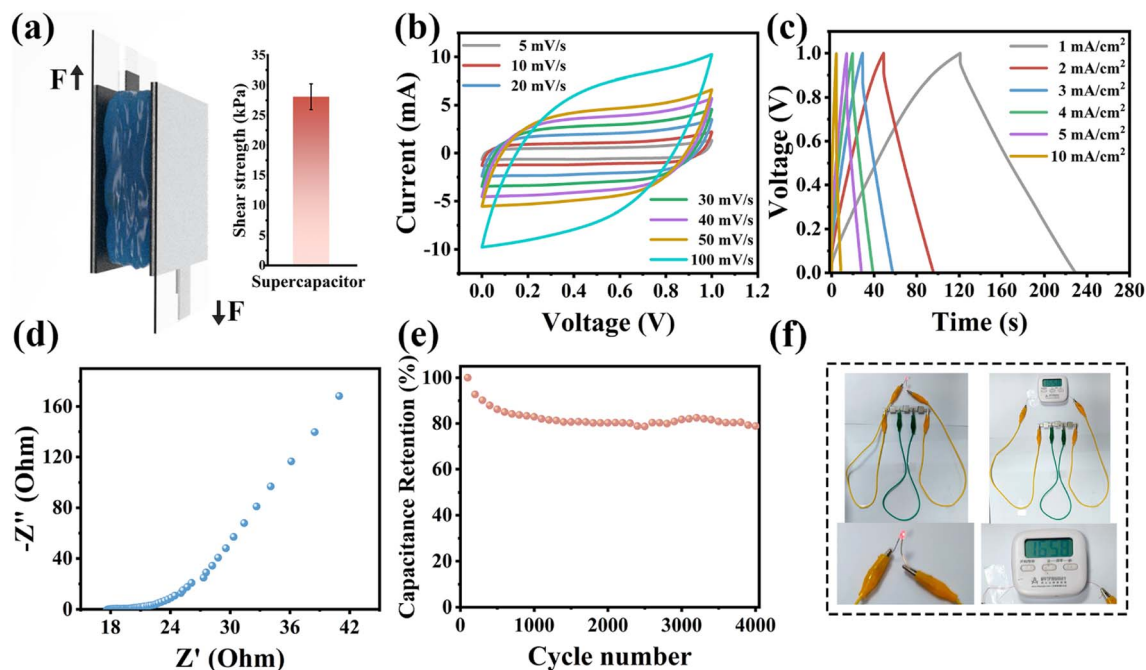 (a)
F
F
Shear strength (kPa)
35
30
25
20
15
10
5
0
Supercapacitor
(b)
Current (mA)
10
5
0
-5
-10
5 mV/s
10 mV/s
20 mV/s
30 mV/s
40 mV/s
50 mV/s
100 mV/s
0.0 0.2 0.4 0.6 0.8 1.0 1.2
Voltage (V)
(c)
Voltage (V)
1.0
0.8
0.6
0.4
0.2
0.0
1 mA/cm²
2 mA/cm²
3 mA/cm²
4 mA/cm²
5 mA/cm²
10 mA/cm²
0 40 80 120 160 200 240 280
Time (s)
(d)
-Z'' (Ohm)
160
120
80
40
0
18 24 30 36 42
Z' (Ohm)
(e)
Capacitance Retention (%)
100
80
60
40
20
0
0 1000 2000 3000 4000
Cycle number
(f)